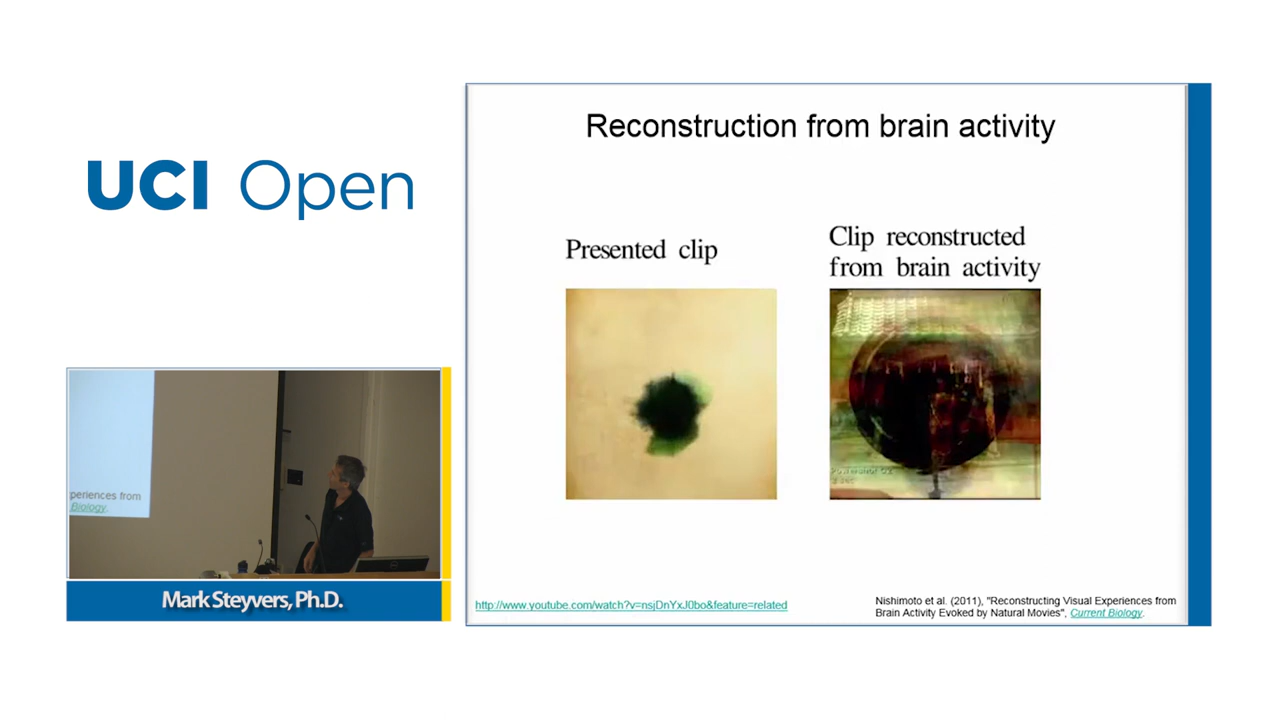 UCI Open
Reconstruction from brain activity
Presented clip
Clip reconstructed
from brain activity
periences from
Biology.
Mark Steyvers, Ph.D.
http://www.youtube.com/watch?v=nsjDnYxJ0bo&feature=related
Nishimoto et al. (2011), "Reconstructing Visual Experiences from
Brain Activity Evoked by Natural Movies", Current Biology.